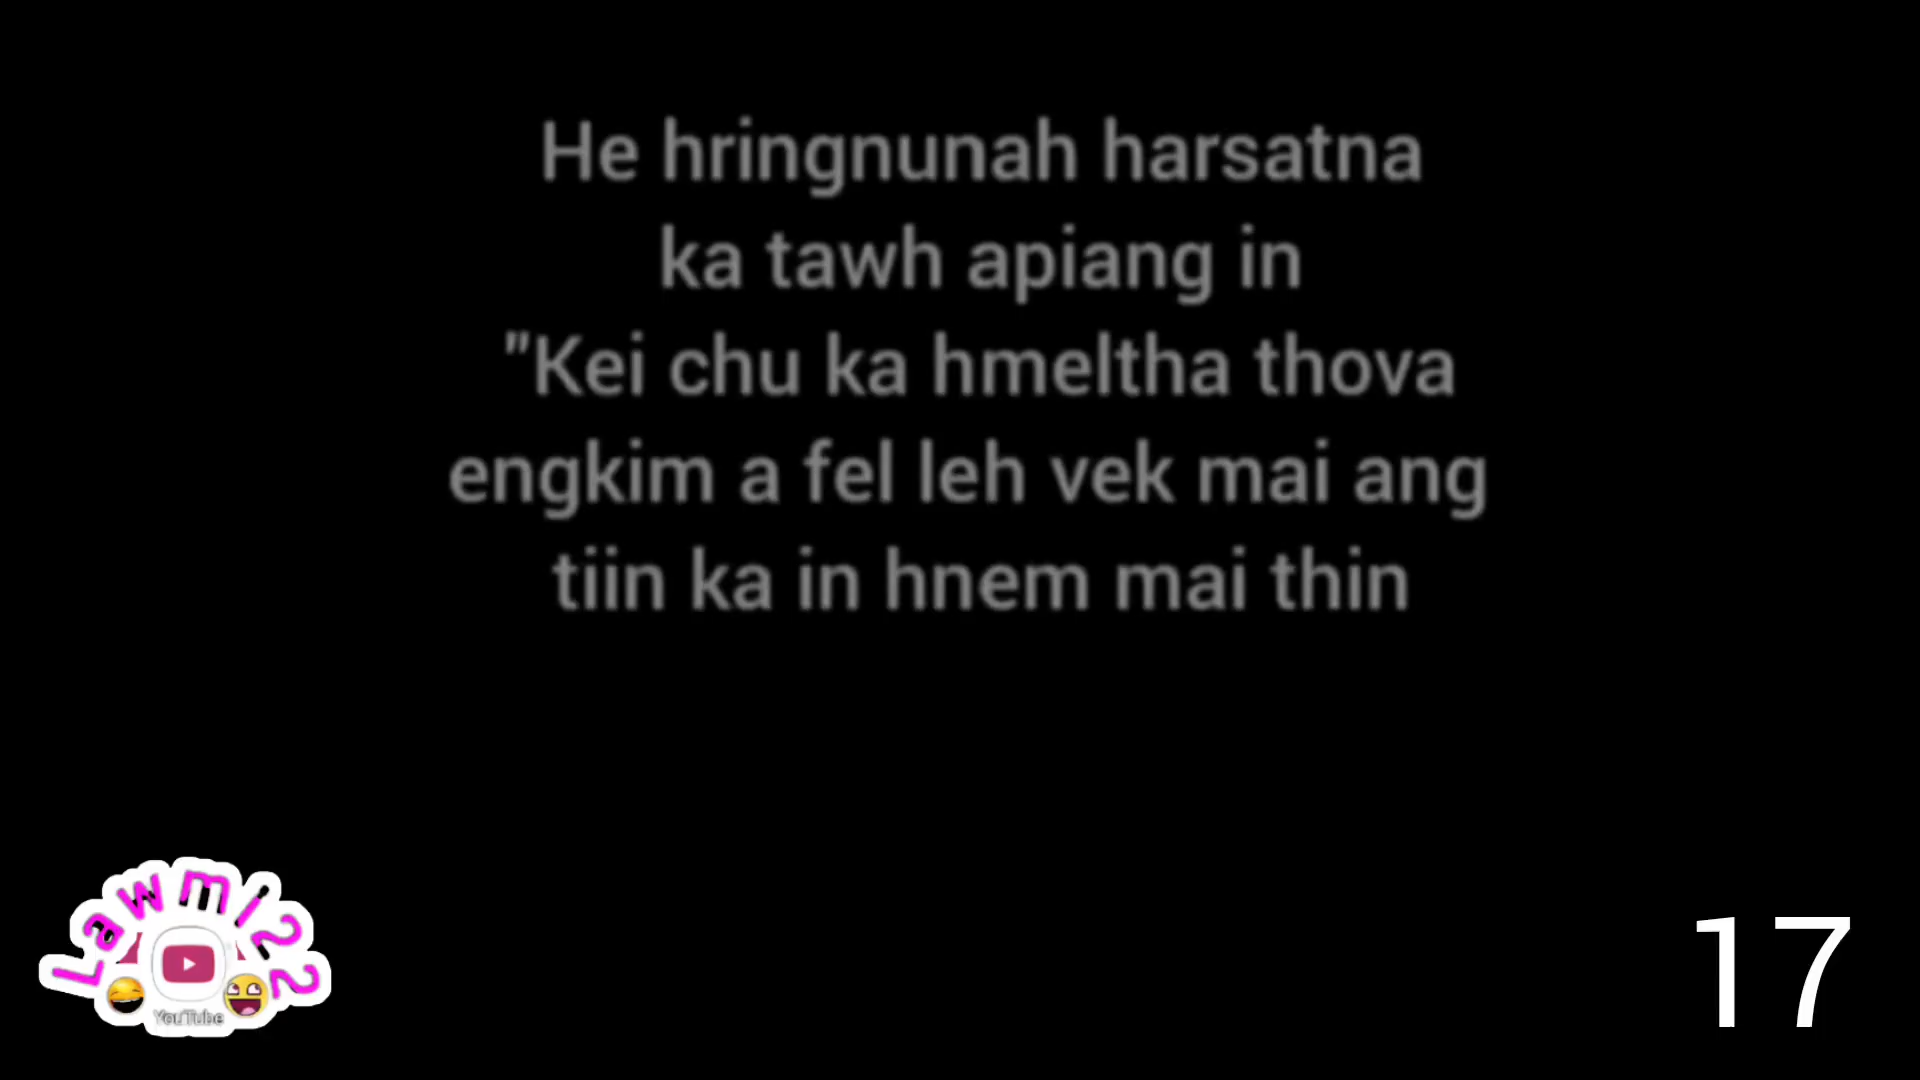 He hringnunah harsatna
ka tawh apiang in
"Kei chu ka hmeltha thova
engkim a fel leh vek mai ang
tiin ka in hnem mai thin
Lawmi22
YouTube
17